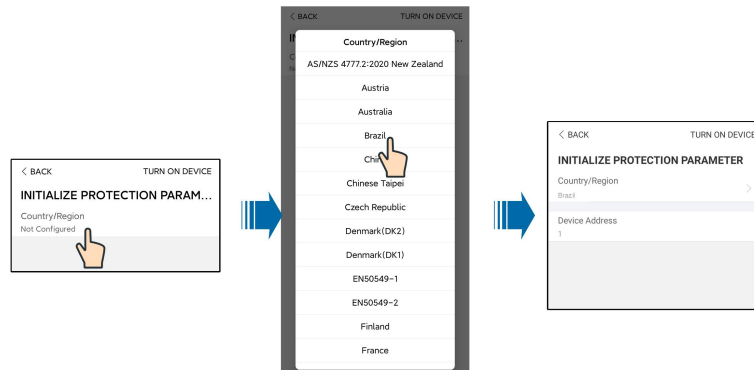 < BACK TURN ON DEVICE
INITIALIZE PROTECTION PARAM...
Country/Region
Not Configured
< BACK TURN ON DEVICE
Country/Region
AS/NZS 4777.2:2020 New Zealand
Austria
Australia
Brazil
Chinese Taipei
Czech Republic
Denmark(DK2)
Denmark(DK1)
EN50549-1
EN50549-2
Finland
France
< BACK TURN ON DEVICE
INITIALIZE PROTECTION PARAMETER
Country/Region
Brazil
Device Address
1